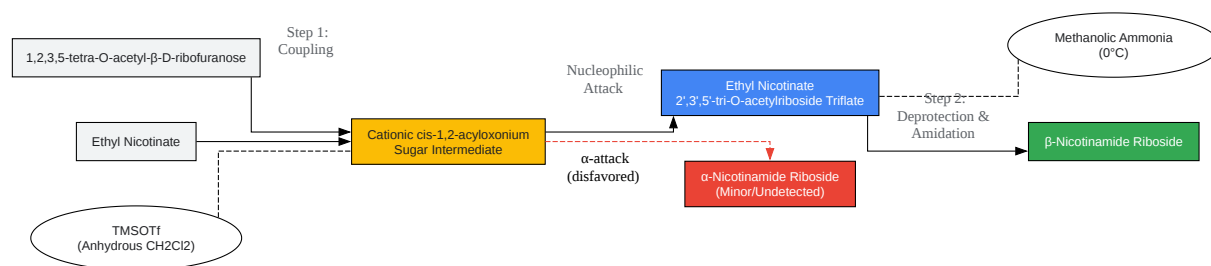 Step 1:
Coupling
1,2,3,5-tetra-O-acetyl-β-D-ribofuranose
Ethyl Nicotinate
TMSOTf
(Anhydrous CH2Cl2)
Cationic cis-1,2-acyloxonium
Sugar Intermediate
Nucleophilic
Attack
α-attack
(disfavored)
Ethyl Nicotinate
2',3',5'-tri-O-acetylriboside Triflate
α-Nicotinamide Riboside
(Minor/Undetected)
Methanolic Ammonia
(0°C)
Step 2:
Deprotection &
Amidation
β-Nicotinamide Riboside